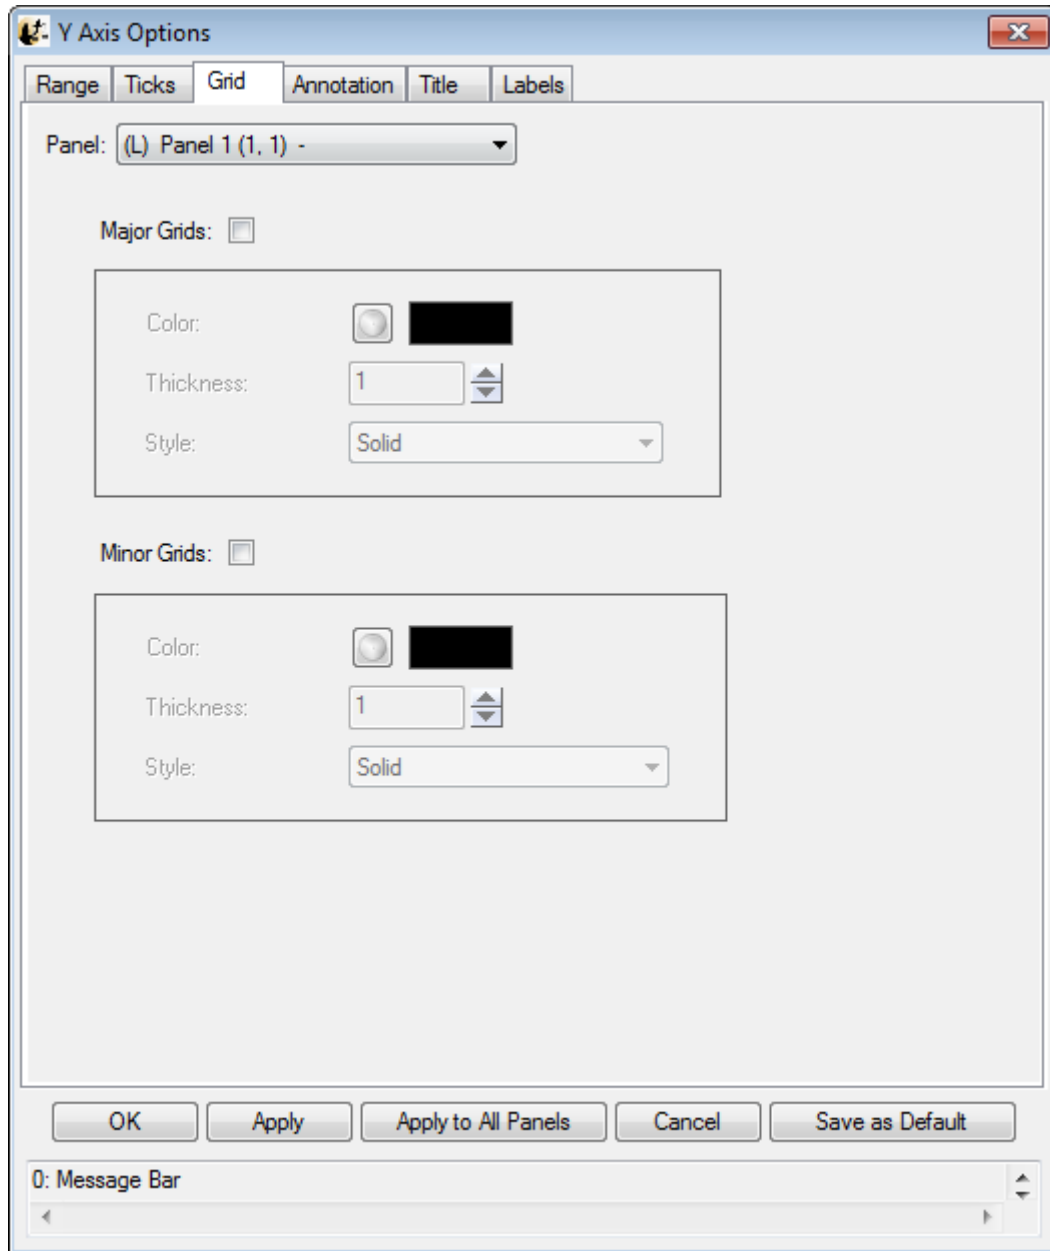 Y Axis Options
Range Ticks Grid Annotation Title Labels
Panel: (L) Panel 1 (1, 1) -
Major Grids:
Color:
Thickness: 1
Style: Solid
Minor Grids:
Color:
Thickness: 1
Style: Solid
OK Apply Apply to All Panels Cancel Save as Default
0: Message Bar